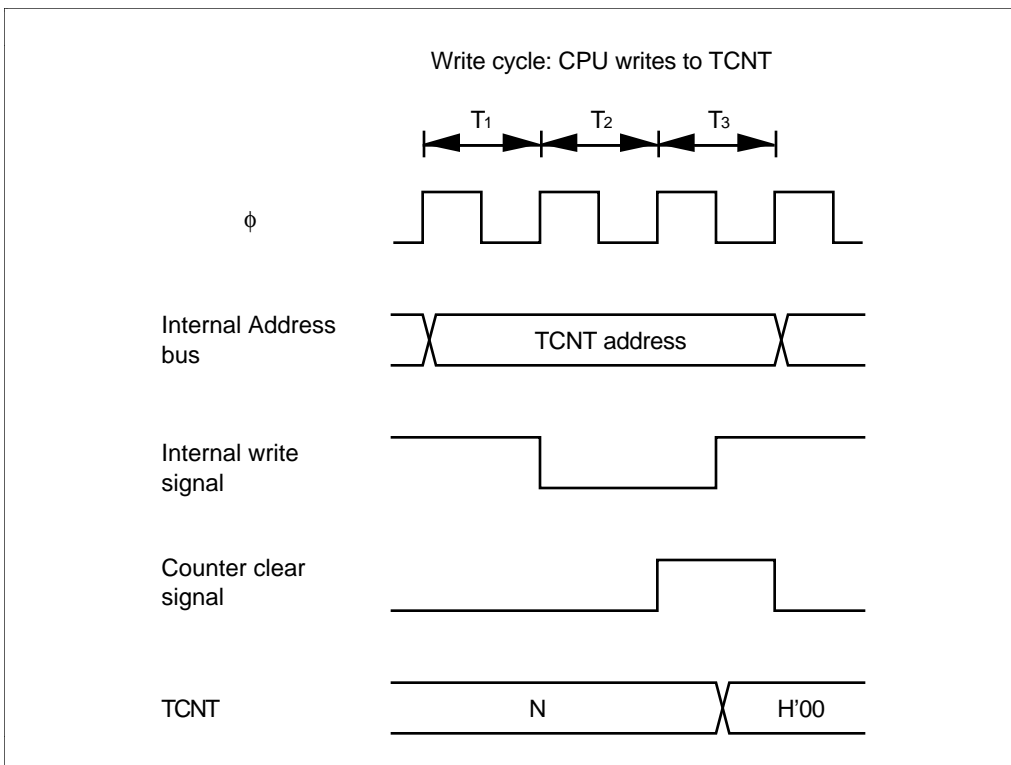 Write cycle: CPU writes to TCNT
T1 T2 T3
ϕ
Internal Address
bus
TCNT address
Internal write
signal
Counter clear
signal
TCNT N H'00